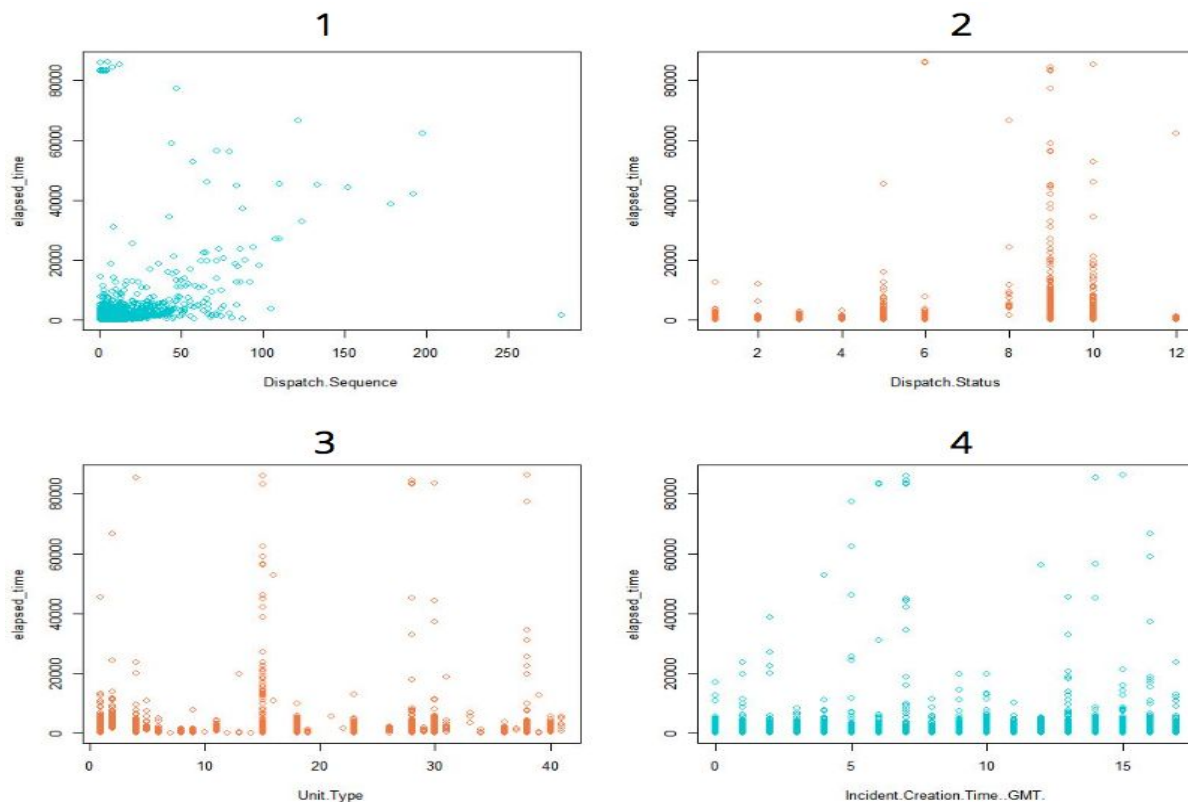 1
80000
60000
40000
20000
0
elapsed_time
0 50 100 150 200 250
Dispatch.Sequence
2
80000
60000
40000
20000
0
elapsed_time
2 4 6 8 10 12
Dispatch.Status
3
80000
60000
40000
20000
0
elapsed_time
0 10 20 30 40
Unit.Type
4
80000
60000
40000
20000
0
elapsed_time
0 5 10 15
Incident.Creation.Time..GMT.